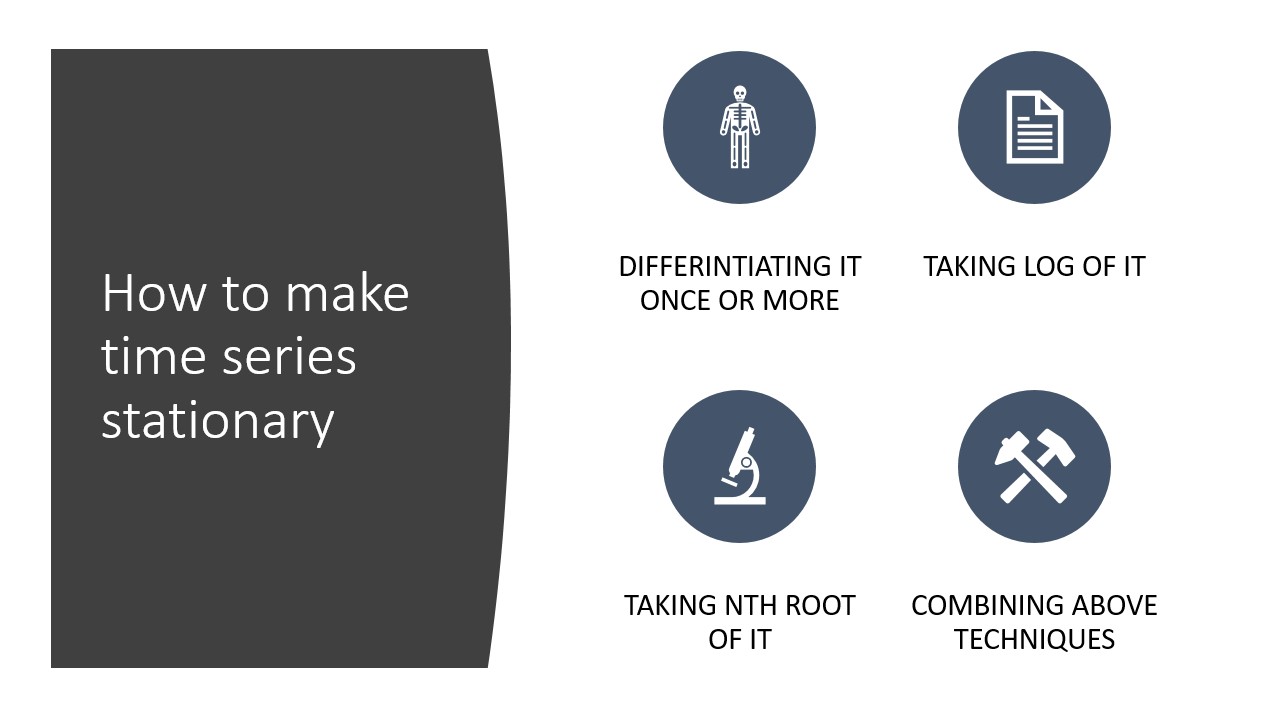 How to make
time series
stationary
DIFFERINTIATING IT
ONCE OR MORE
TAKING LOG OF IT
TAKING NTH ROOT
OF IT
COMBINING ABOVE
TECHNIQUES